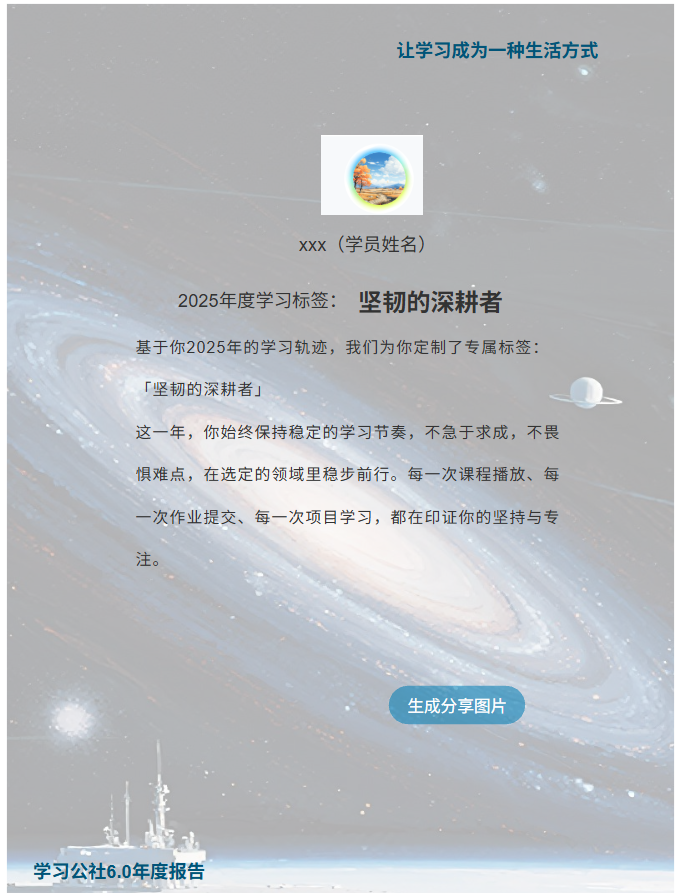 让学习成为一种生活方式
xxx（学员姓名）
2025年度学习标签： 坚韧的深耕者
基于你2025年的学习轨迹，我们为你定制了专属标签：
「坚韧的深耕者」
这一年，你始终保持稳定的学习节奏，不急于求成，不畏
惧难点，在选定的领域里稳步前行。每一次课程播放、每
一次作业提交、每一次项目学习，都在印证你的坚持与专
注。
生成分享图片
学习公社6.0年度报告